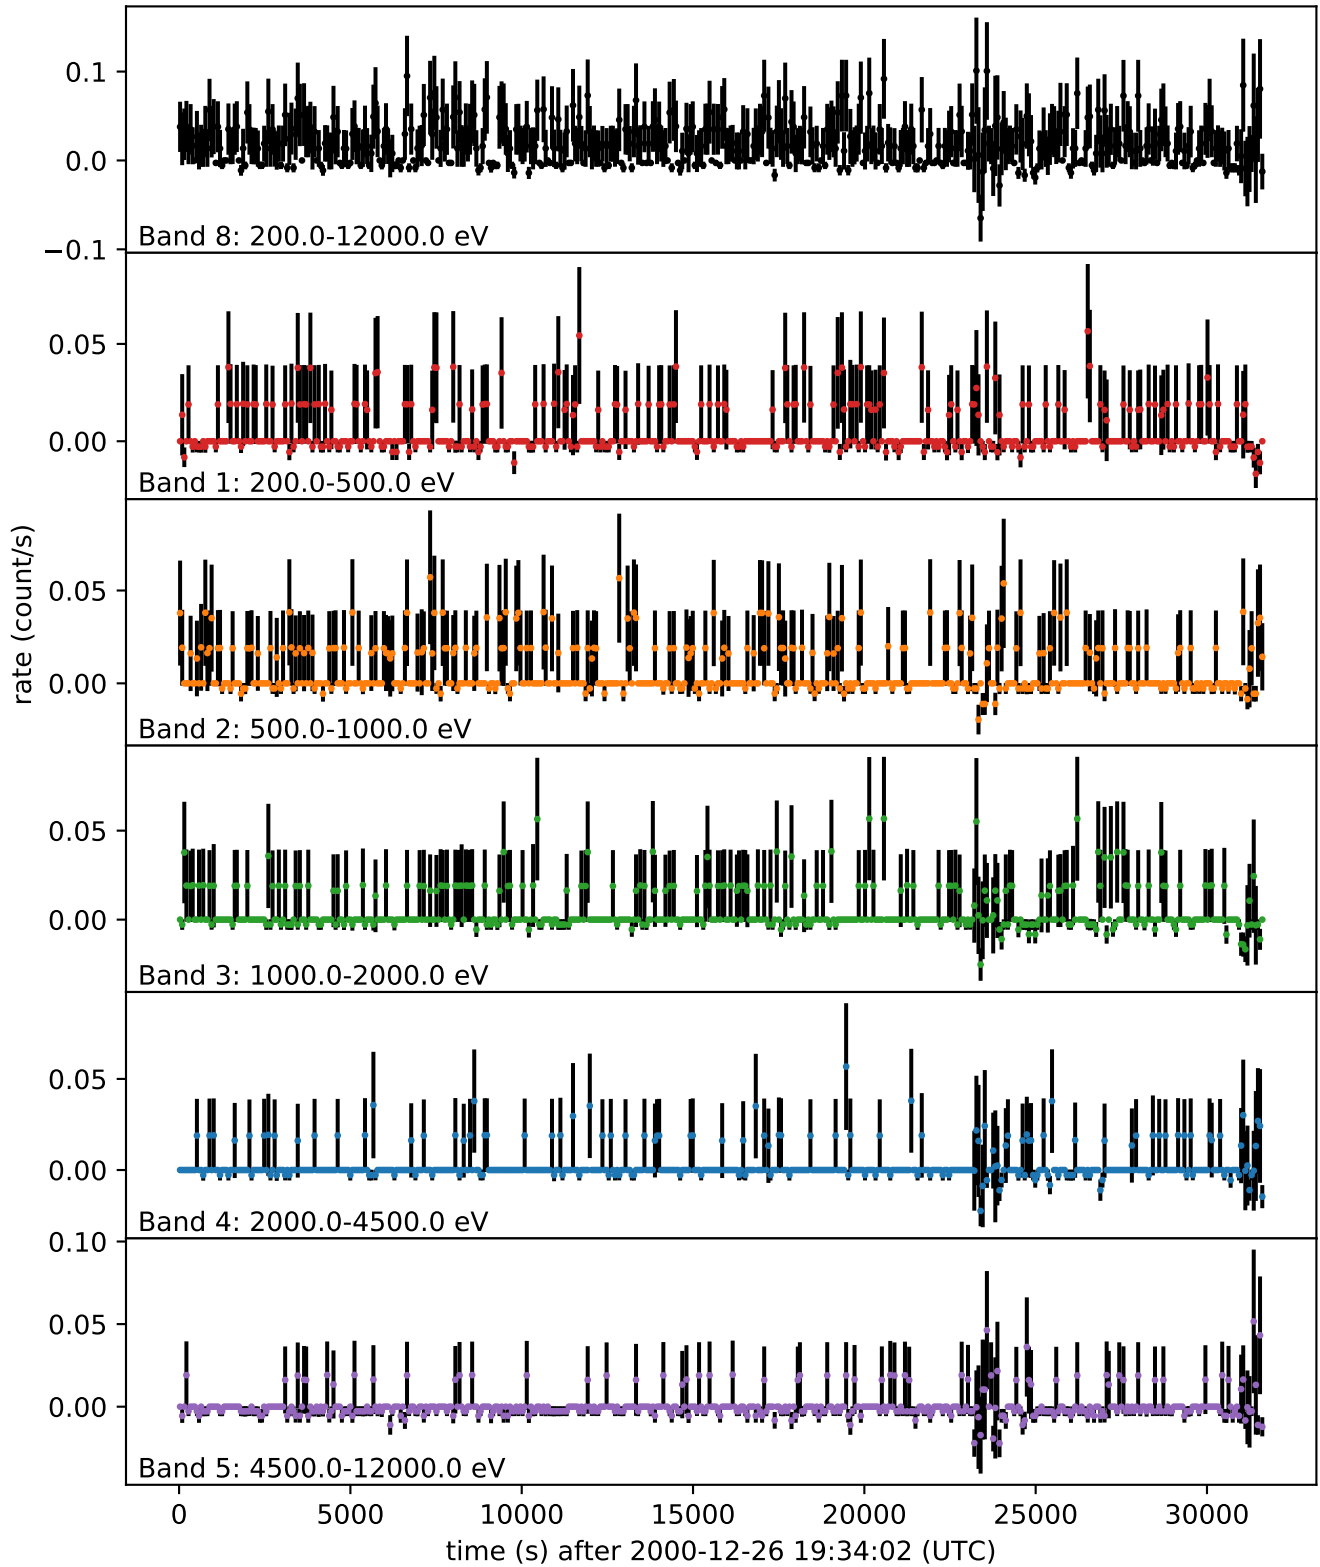 0.1
0.0
−0.1
Band 8: 200.0-12000.0 eV
0.05
0.00
Band 1: 200.0-500.0 eV
0.05
0.00
Band 2: 500.0-1000.0 eV
rate (count/s)
0.05
0.00
Band 3: 1000.0-2000.0 eV
0.05
0.00
Band 4: 2000.0-4500.0 eV
0.10
0.05
0.00
Band 5: 4500.0-12000.0 eV
0 5000 10000 15000 20000 25000 30000
time (s) after 2000-12-26 19:34:02 (UTC)